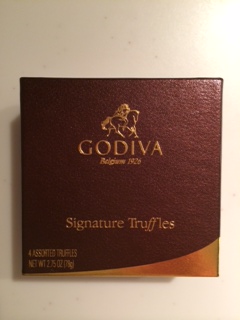 GODIVA
Belgium 1926
Signature Truffles
4 ASSORTED TRUFFLES
NET WT 2.75 OZ (78g)